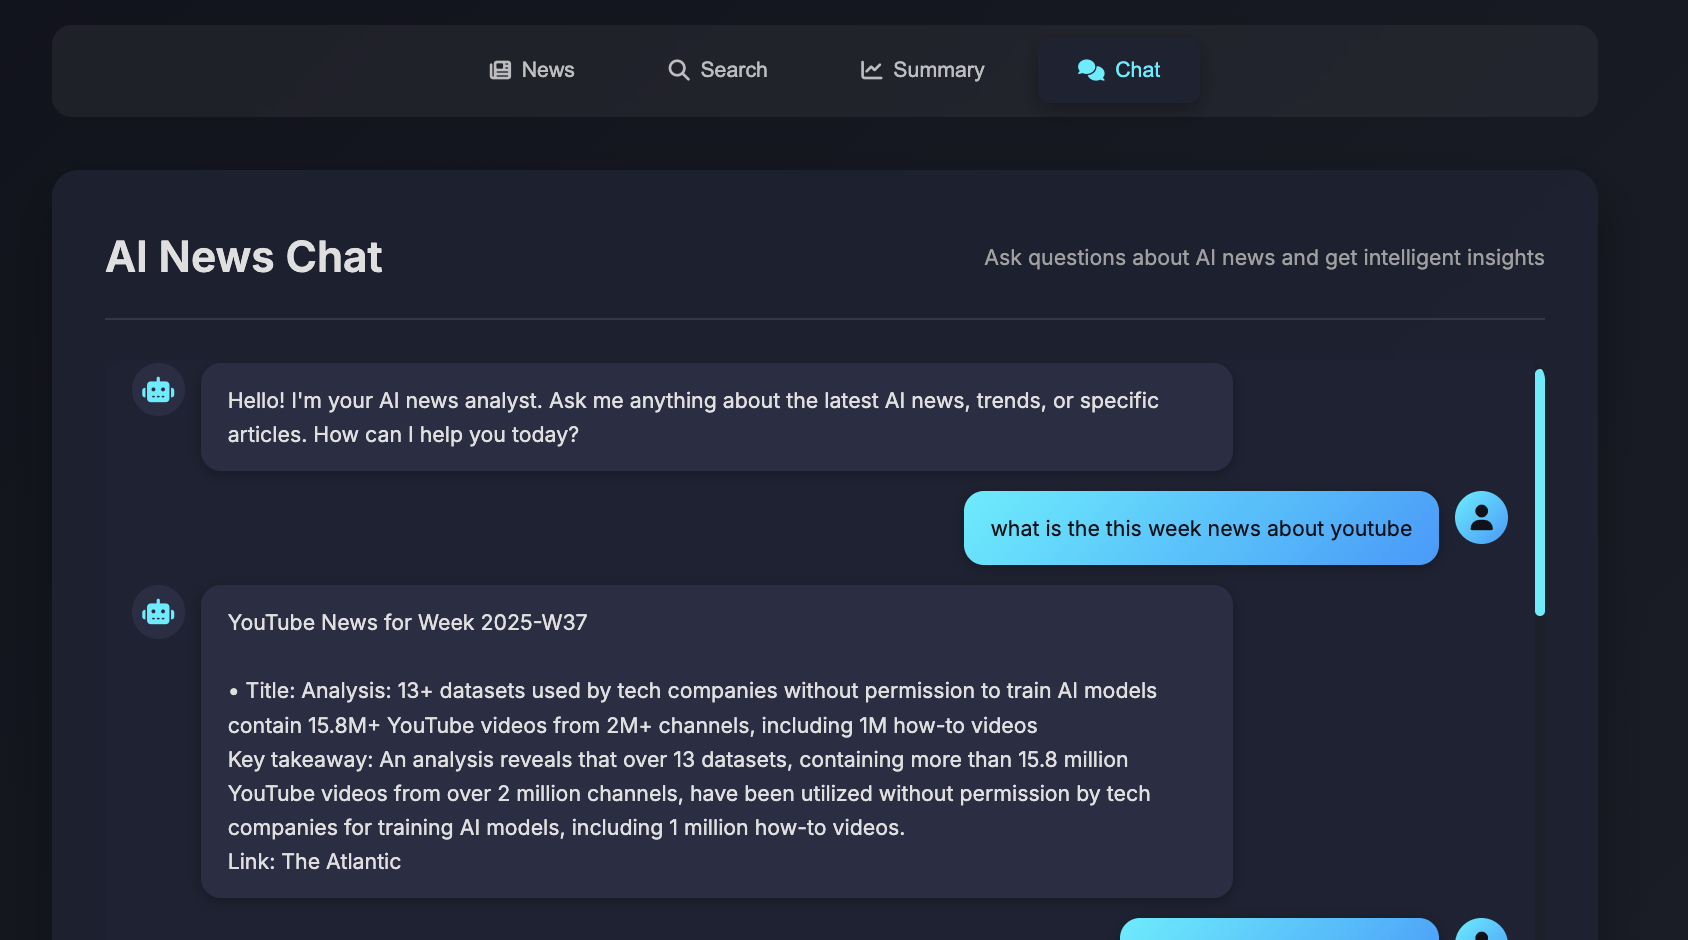 News
Search
Summary
Chat
AI News Chat
Ask questions about AI news and get intelligent insights
Hello! I'm your AI news analyst. Ask me anything about the latest AI news, trends, or specific
articles. How can I help you today?
what is the this week news about youtube
YouTube News for Week 2025-W37
• Title: Analysis: 13+ datasets used by tech companies without permission to train AI models
contain 15.8M+ YouTube videos from 2M+ channels, including 1M how-to videos
Key takeaway: An analysis reveals that over 13 datasets, containing more than 15.8 million
YouTube videos from over 2 million channels, have been utilized without permission by tech
companies for training AI models, including 1 million how-to videos.
Link: The Atlantic